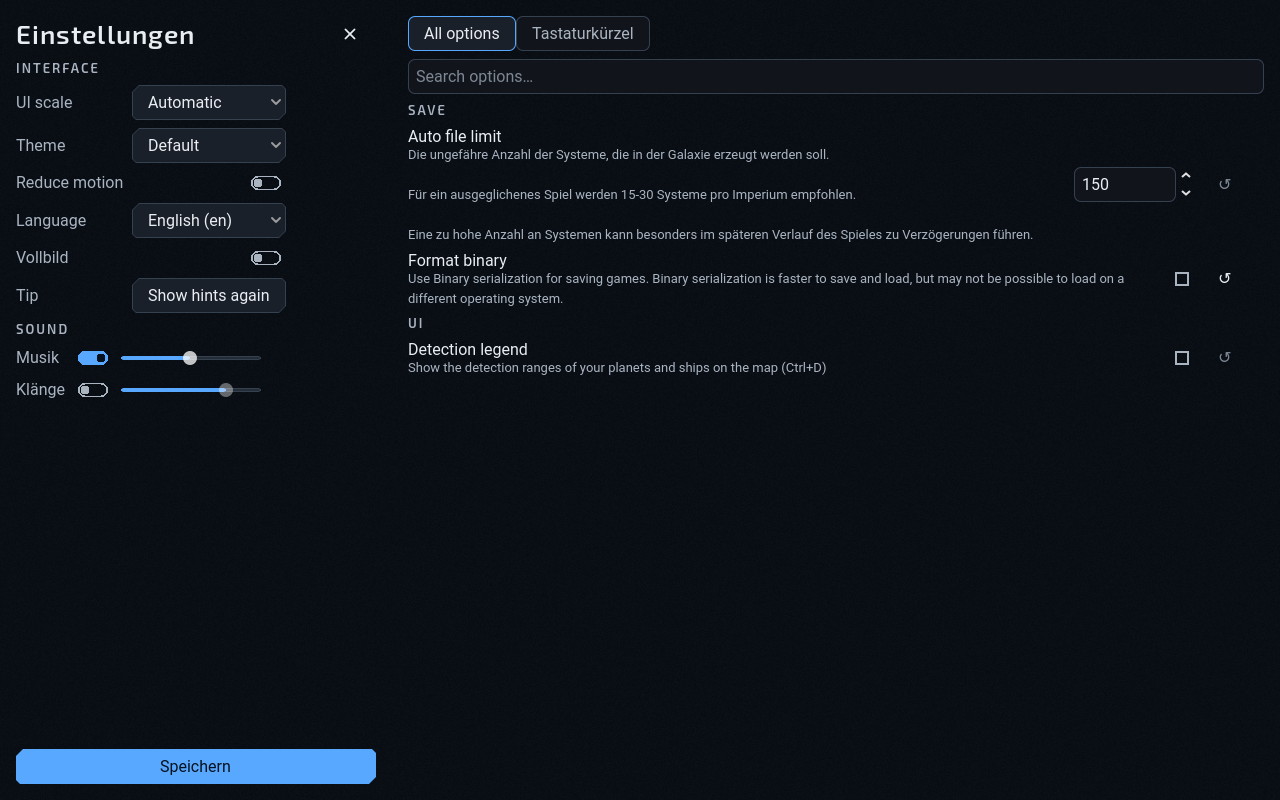 Einstellungen
INTERFACE
UI scale
Automatic
Theme
Default
Reduce motion
Language
English (en)
Vollbild
Tip
Show hints again
SOUND
Musik
Klänge
Speichern
All options
Tastaturkürzel
Search options…
SAVE
Auto file limit
Die ungefähre Anzahl der Systeme, die in der Galaxie erzeugt werden soll.
Für ein ausgeglichenes Spiel werden 15-30 Systeme pro Imperium empfohlen.
Eine zu hohe Anzahl an Systemen kann besonders im späteren Verlauf des Spieles zu Verzögerungen führen.
150
Format binary
Use Binary serialization for saving games. Binary serialization is faster to save and load, but may not be possible to load on a
different operating system.
UI
Detection legend
Show the detection ranges of your planets and ships on the map (Ctrl+D)